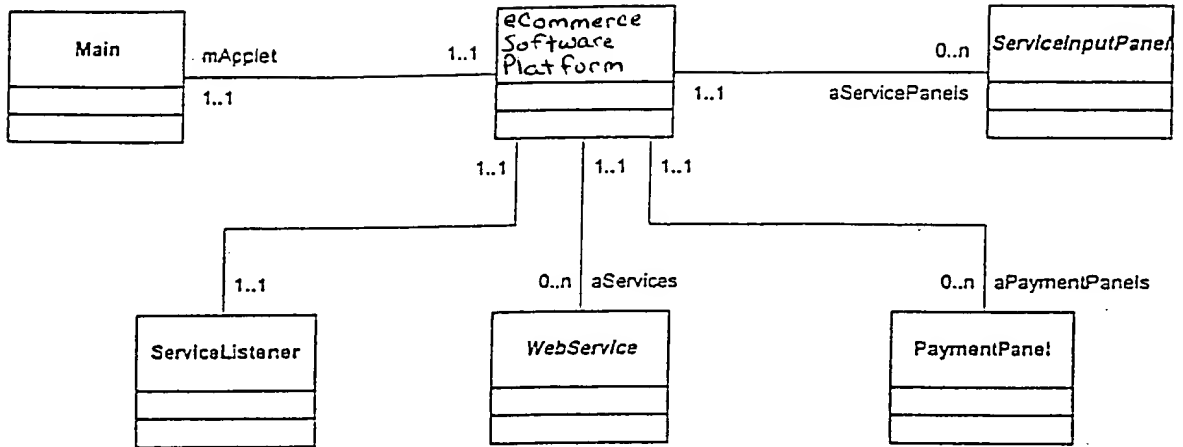 Main
mApplet
1..1
1..1
eCommerce
Software
Platform
0..n
1..1
aServicePanels
ServiceInputPanel
1..1
1..1
1..1
1..1
0..n
aServices
0..n
aPaymentPanels
ServiceListener
WebService
PaymentPanel